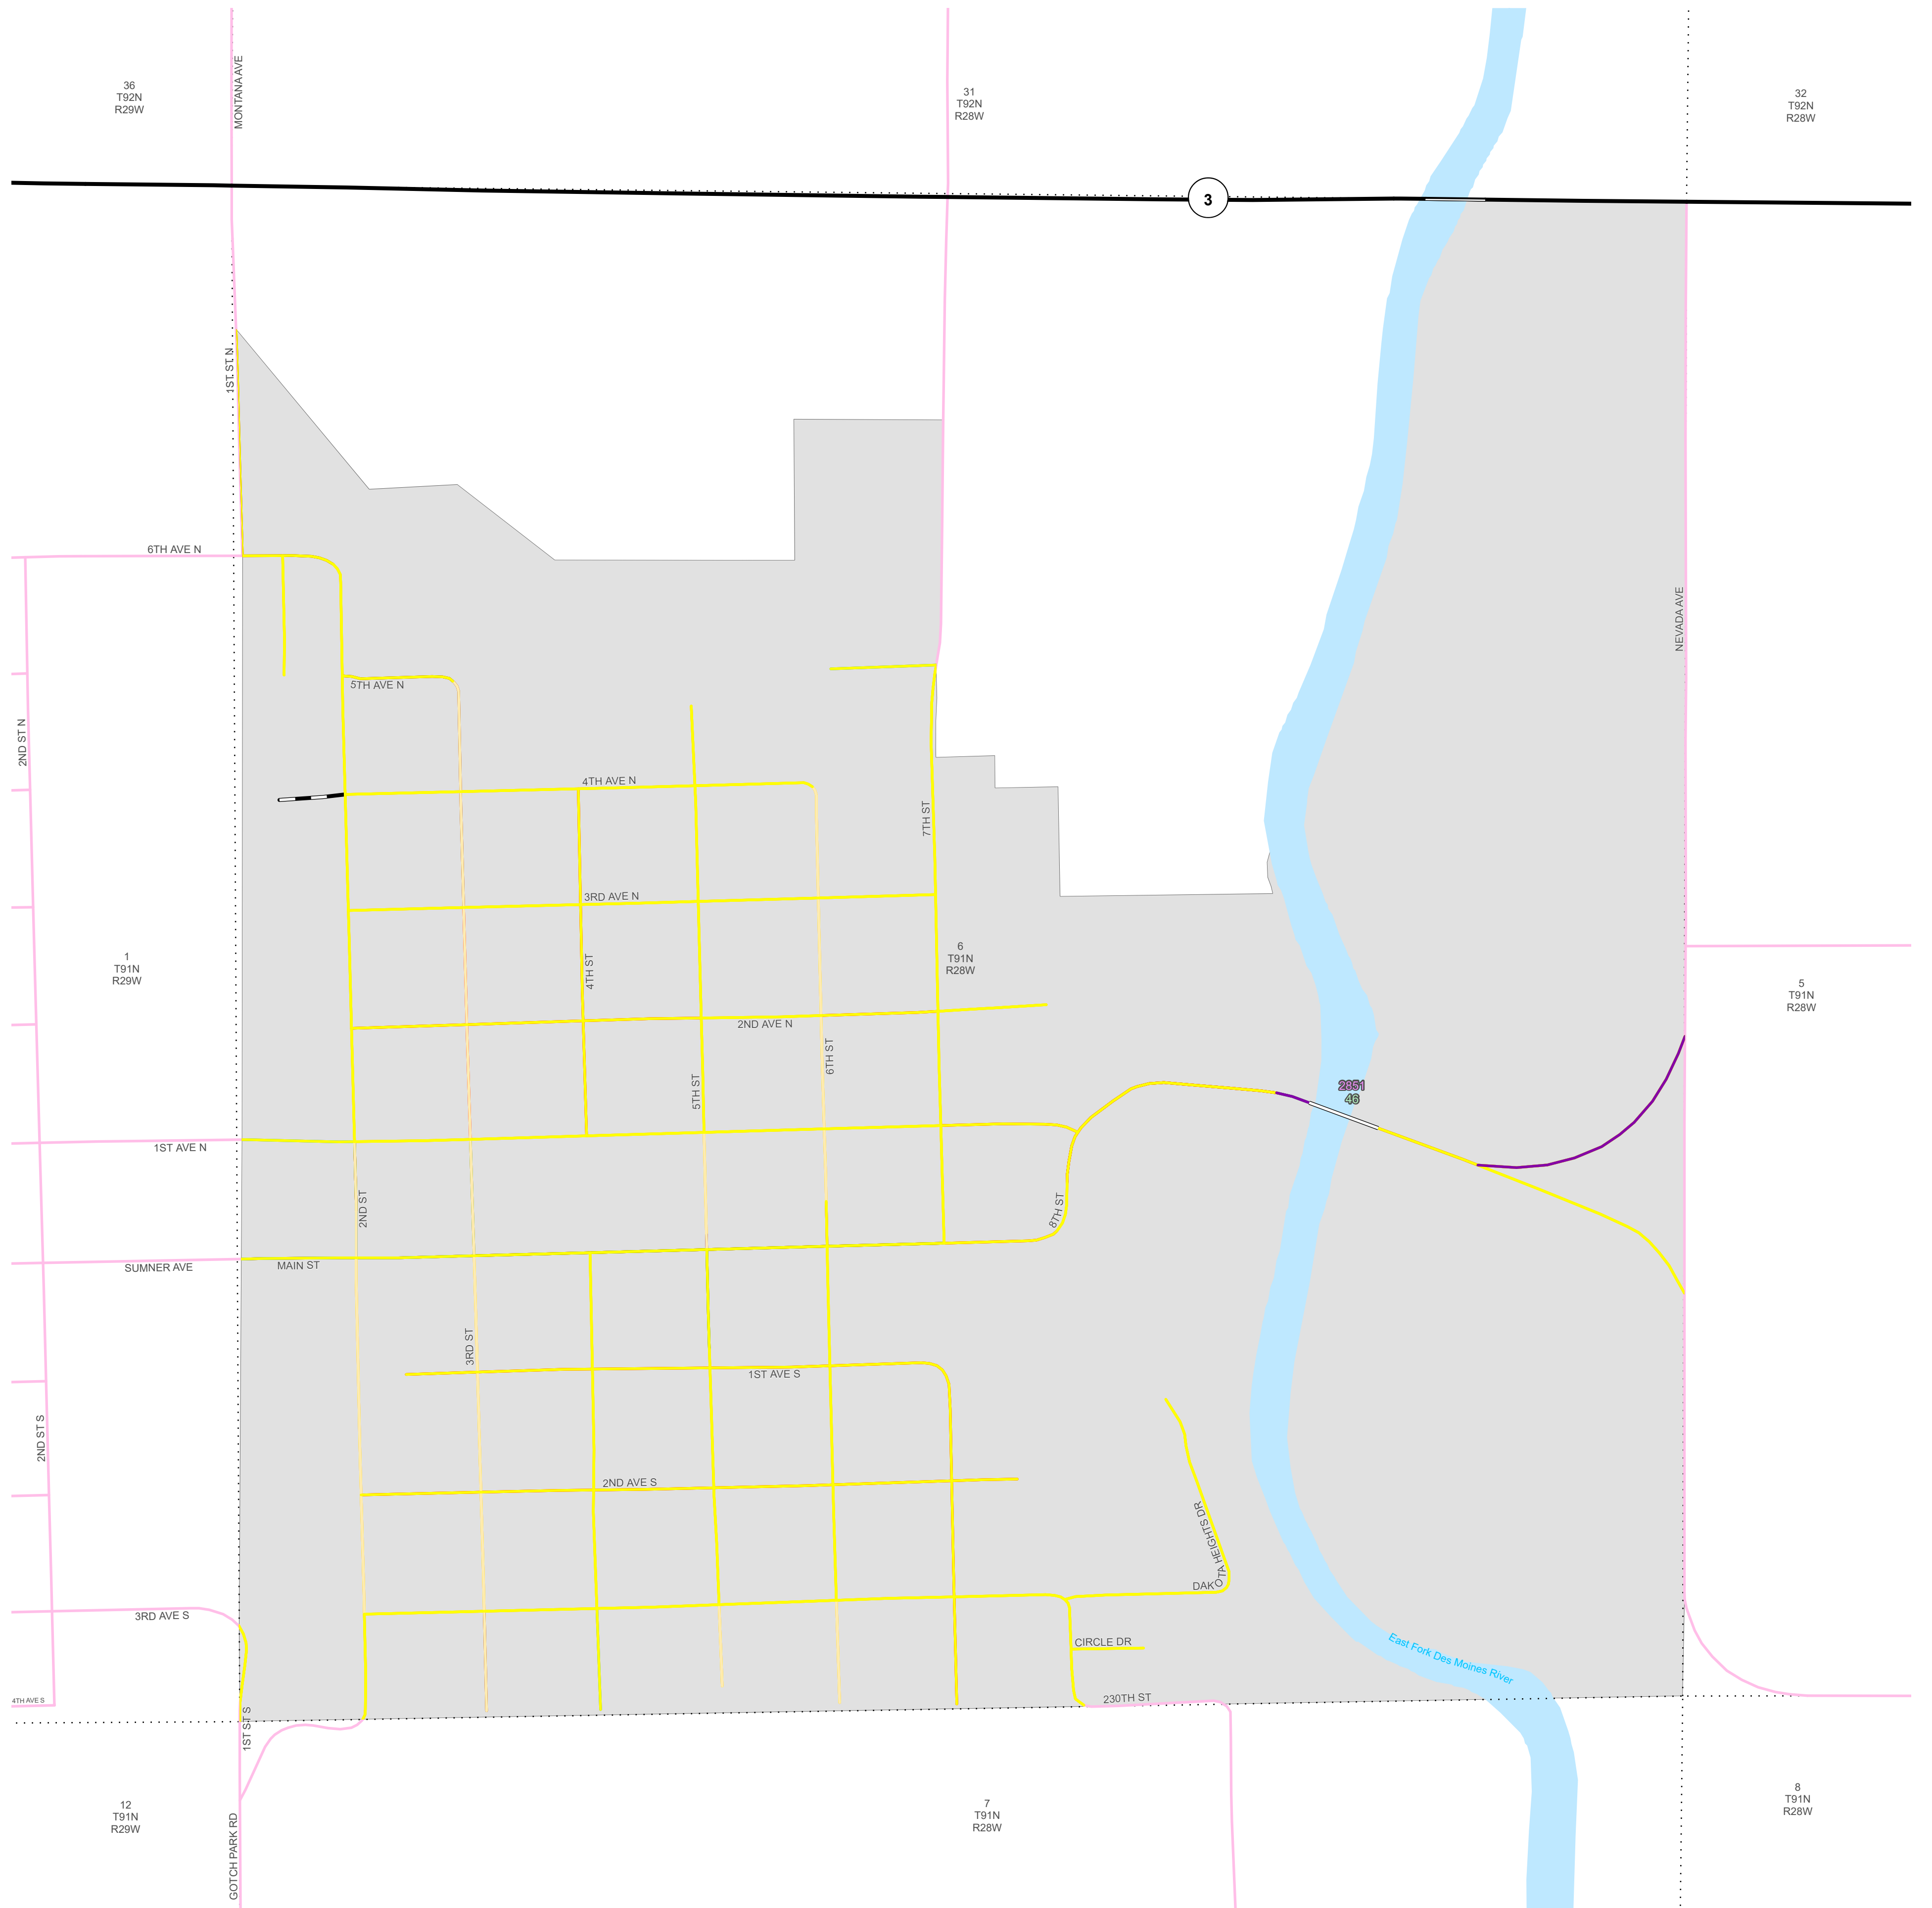 MONTANA AVE
36
T92N
R29W
31
T92N
R28W
32
T92N
R28W
3
1ST ST N
6TH AVE N
NEVADA AVE
5TH AVE N
2ND ST N
4TH AVE N
7TH ST
3RD AVE N
1
T91N
R29W
4TH ST
6
T91N
R28W
5
T91N
R28W
2ND AVE N
6TH ST
5TH ST
2851
46
1ST AVE N
2ND ST
8TH ST
SUMNER AVE
MAIN ST
3RD ST
1ST AVE S
2ND ST S
2ND AVE S
DAKOTA HEIGHTS DR
3RD AVE S
CIRCLE DR
East Fork Des Moines River
4TH AVE S
230TH ST
1ST ST S
12
T91N
R29W
7
T91N
R28W
8
T91N
R28W
GOTCH PARK RD